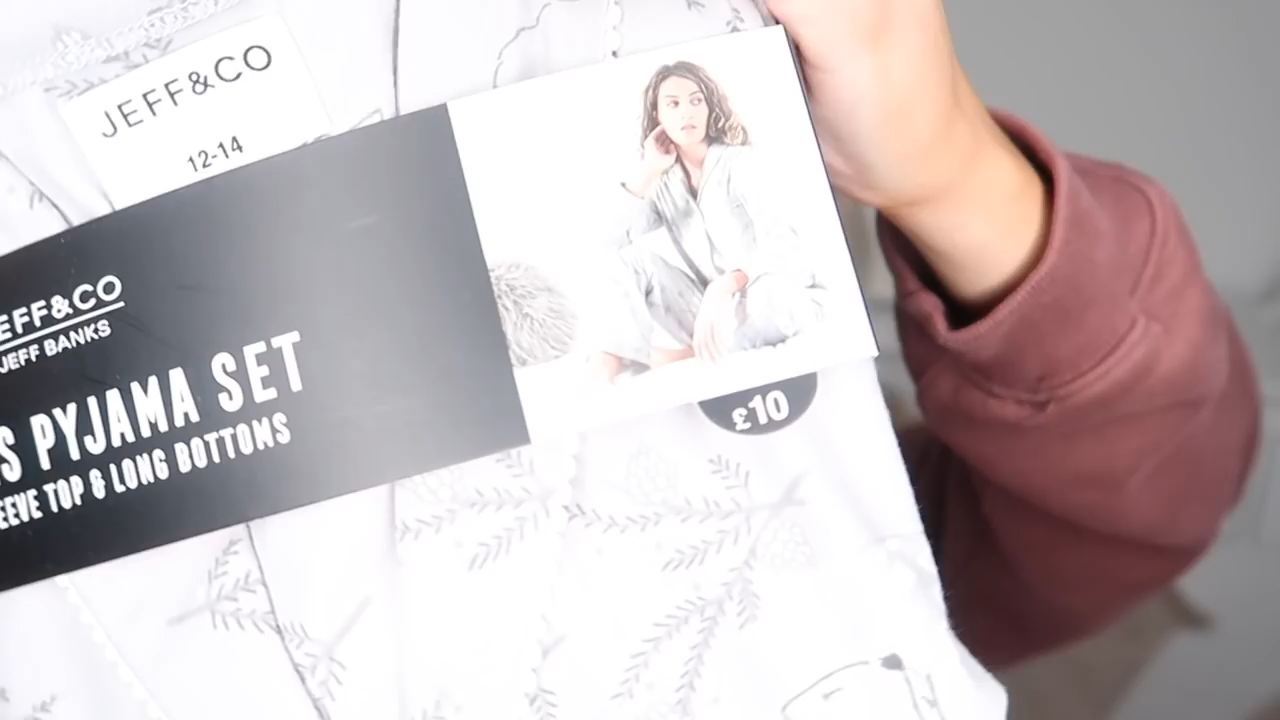 JEFF&CO
12-14
EFF&CO
JEFF BANKS
S PYJAMA SET
EEVE TOP & LONG BOTTOMS
£10